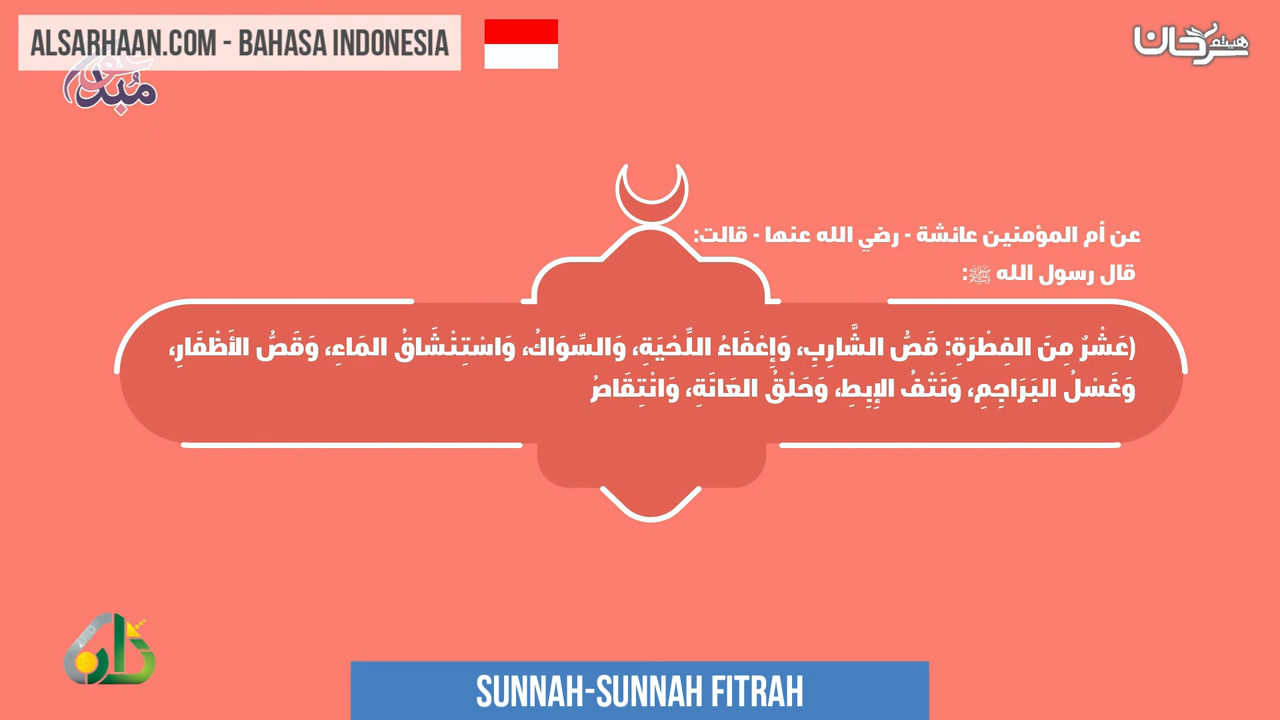 ALSARHAAN.COM - BAHASA INDONESIA
هيثم سرحان
عن أم المؤمنين عائشة - رضي الله عنها - قالت:
قال رسول الله ﷺ:
(عَشْرٌ مِنَ الفِطْرَةِ: قَصُّ الشَّارِبِ، وَإِعْفَاءُ اللِّحْيَةِ، وَالسِّوَاكُ، وَاسْتِنْشَاقُ المَاءِ، وَقَصُّ الأَظْفَارِ،
وَغَسْلُ البَرَاجِمِ، وَنَتْفُ الإِبِطِ، وَحَلْقُ العَانَةِ، وَانْتِقَاصُ
SUNNAH-SUNNAH FITRAH